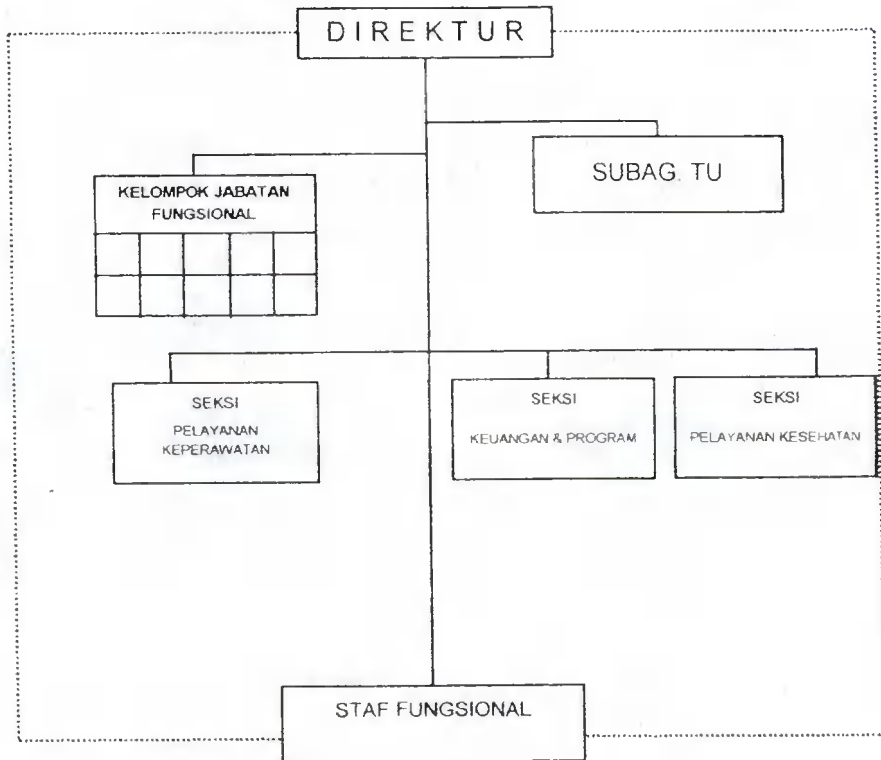 DIREKTUR
SUBAG. TU
KELOMPOK JABATAN
FUNGSIONAL
SEKSI
PELAYANAN
KEPERAWATAN
SEKSI
KEUANGAN & PROGRAM
SEKSI
PELAYANAN KESEHATAN
STAF FUNGSIONAL